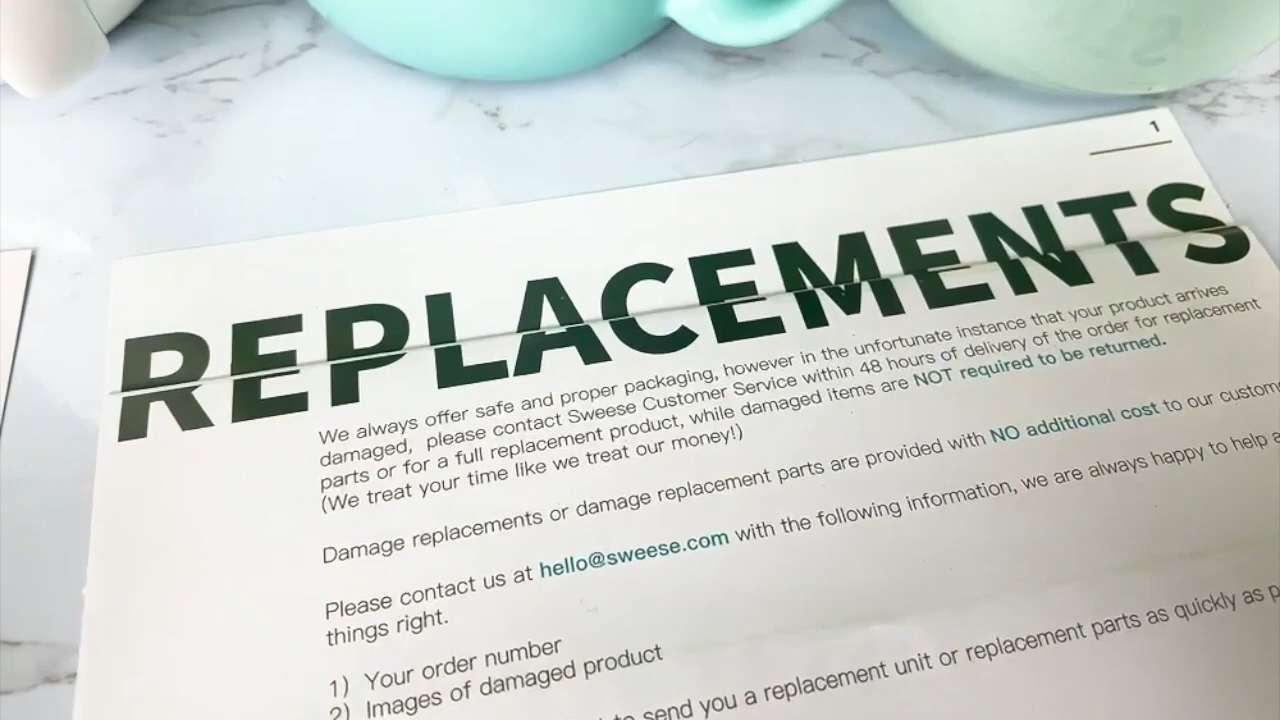 1
REPLACEMENTS
We always offer safe and proper packaging, however in the unfortunate instance that your product arrives
damaged, please contact Sweese Customer Service within 48 hours of delivery of the order for replacement
parts or for a full replacement product, while damaged items are NOT required to be returned.
(We treat your time like we treat our money!)
Damage replacements or damage replacement parts are provided with NO additional cost to our custom
Please contact us at hello@sweese.com with the following information, we are always happy to help a
things right.
1) Your order number
2) Images of damaged product
to send you a replacement unit or replacement parts as quickly as p